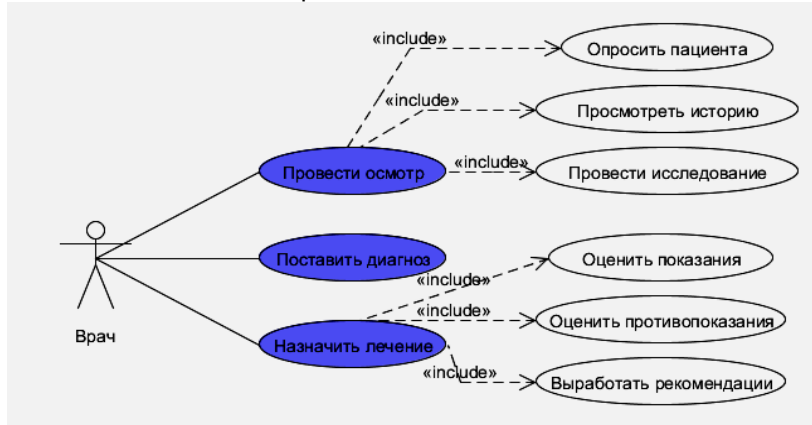 «include»
Опросить пациента
«include»
Просмотреть историю
Провести осмотр
«include»
Провести исследование
Поставить диагноз
«include»
Оценить показания
Врач
Назначить лечение
«include»
Оценить противопоказания
«include»
Выработать рекомендации